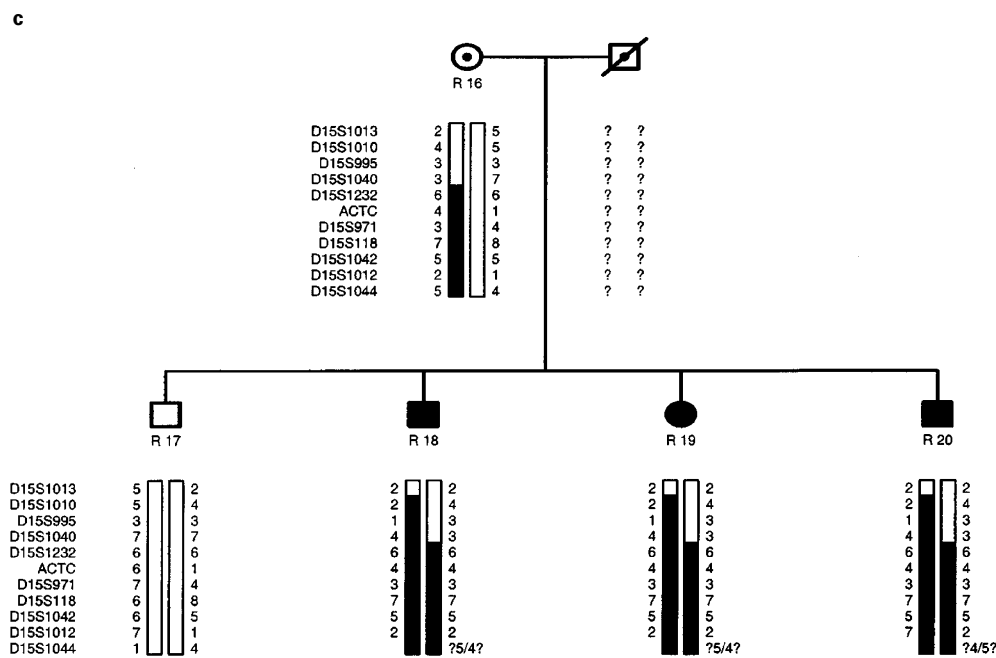 c
R 16
D15S1013 2 5 ? ?
D15S1010 4 5 ? ?
D15S995 3 3 ? ?
D15S1040 3 7 ? ?
D15S1232 6 6 ? ?
ACTC 4 1 ? ?
D15S971 3 4 ? ?
D15S118 7 8 ? ?
D15S1042 5 5 ? ?
D15S1012 2 1 ? ?
D15S1044 5 4 ? ?
R 17 R 18 R 19 R 20
D15S1013 5 2 2 2 2 2 2 2
D15S1010 5 4 2 4 2 4 2 4
D15S995 3 3 1 3 1 3 1 3
D15S1040 7 7 4 3 4 3 4 3
D15S1232 6 6 6 6 6 6 6 6
ACTC 6 1 4 4 4 4 4 4
D15S971 7 4 3 3 3 3 3 3
D15S118 6 8 7 7 7 7 7 7
D15S1042 6 5 5 5 5 5 5 5
D15S1012 7 1 2 2 2 2 7 2
D15S1044 1 4 ?5/4? ?5/4? ?4/5?